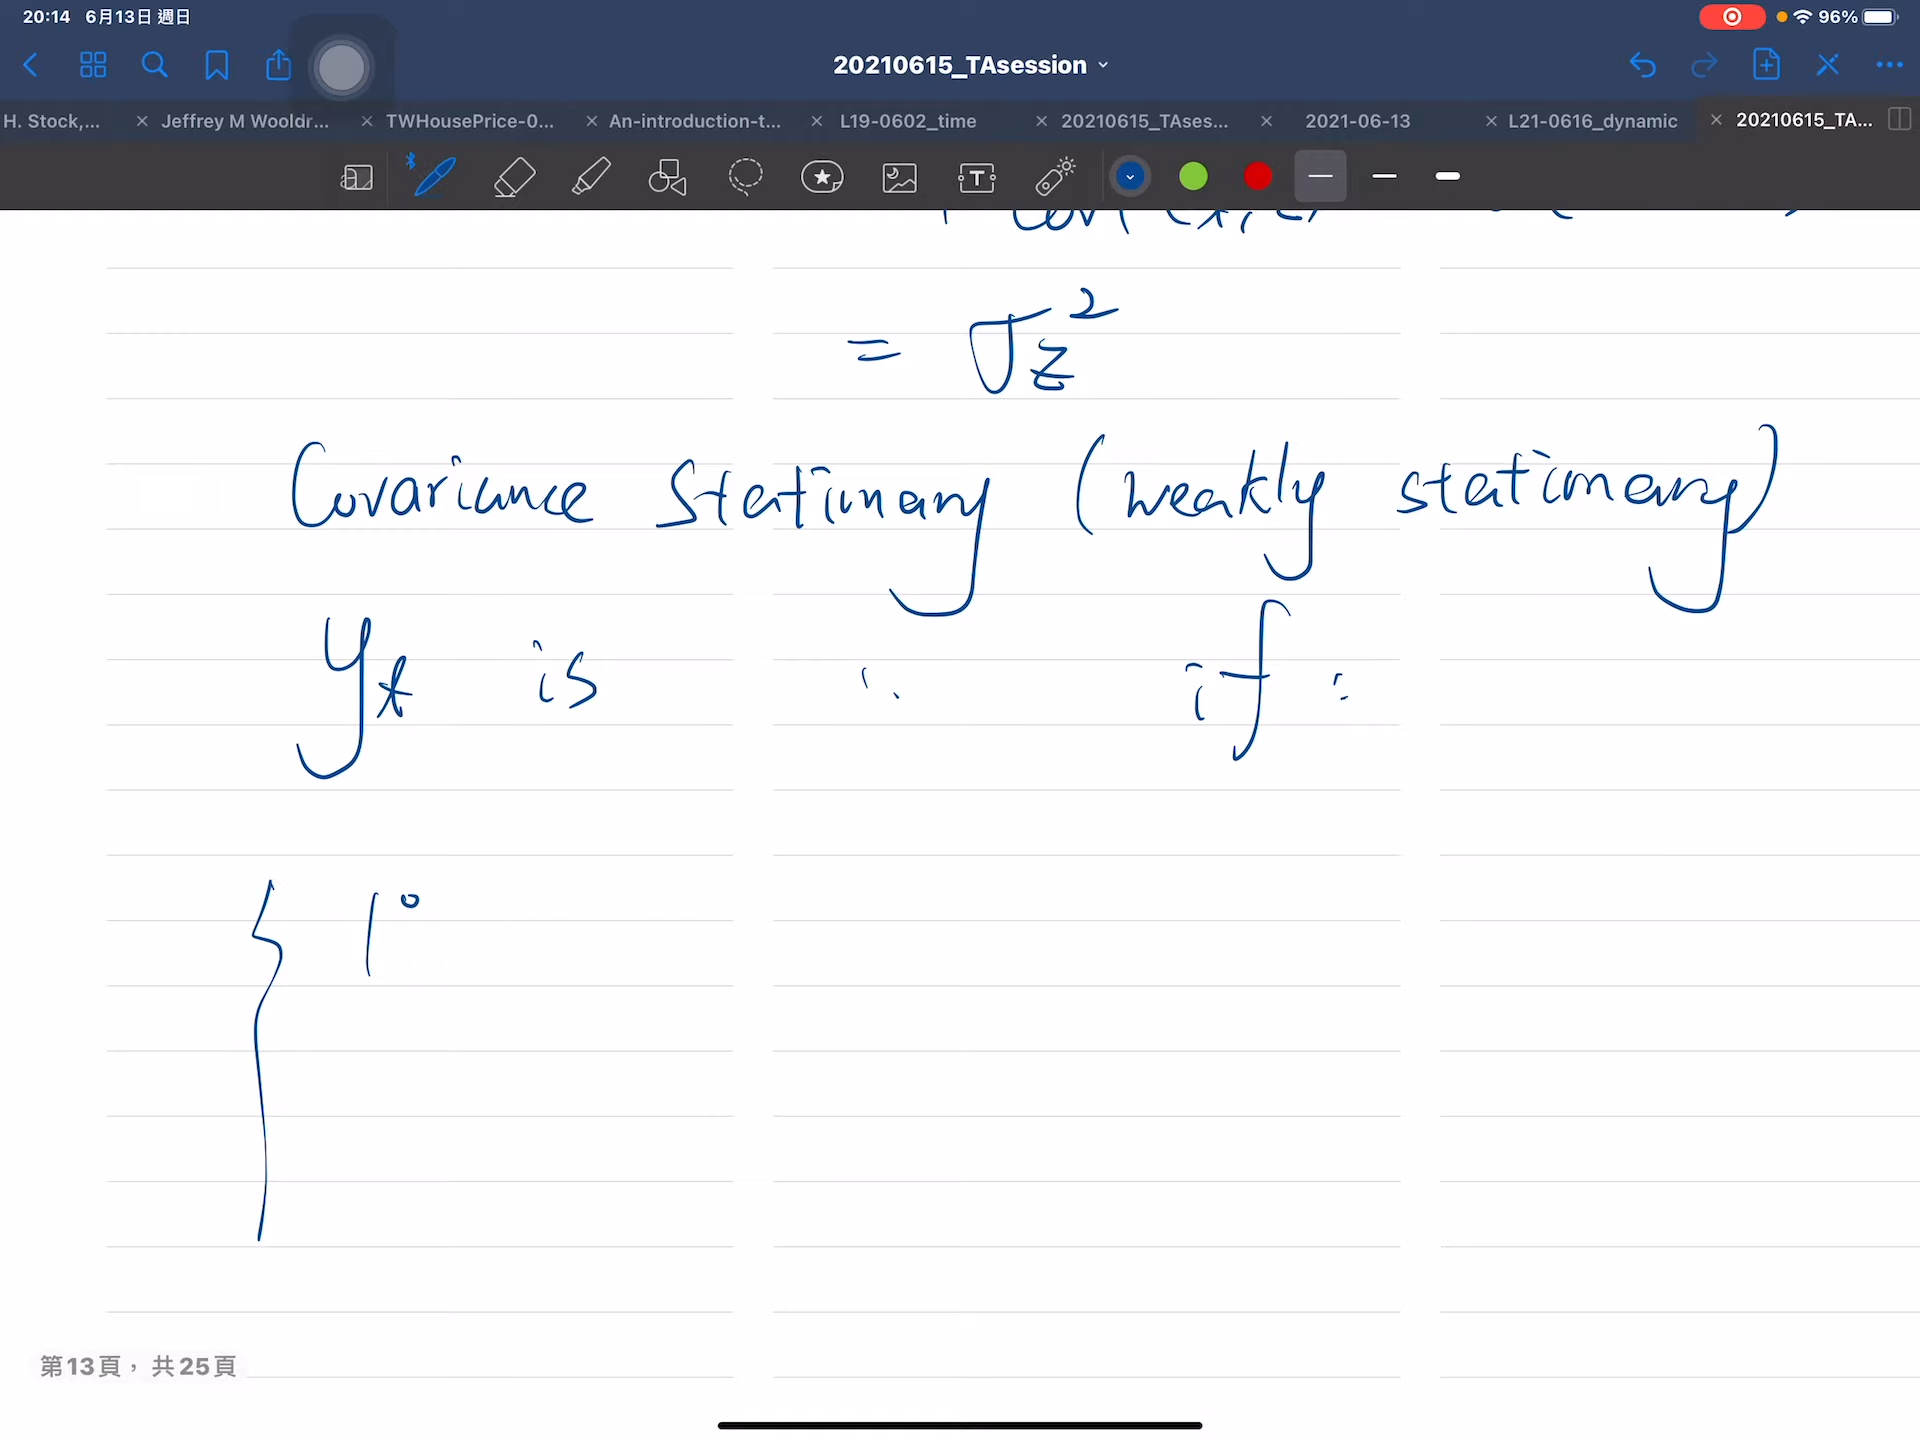 20:14 6月13日 週日
96%
20210615_TAsession
H. Stock,... × Jeffrey M Wooldr... × TWHousePrice-0... × An-introduction-t... × L19-0602_time × 20210615_TAses... × 2021-06-13 × L21-0616_dynamic × 20210615_TA...
= σz²
Covariance Stationary (weakly stationary)
yt is " if :
1°
第13頁，共25頁